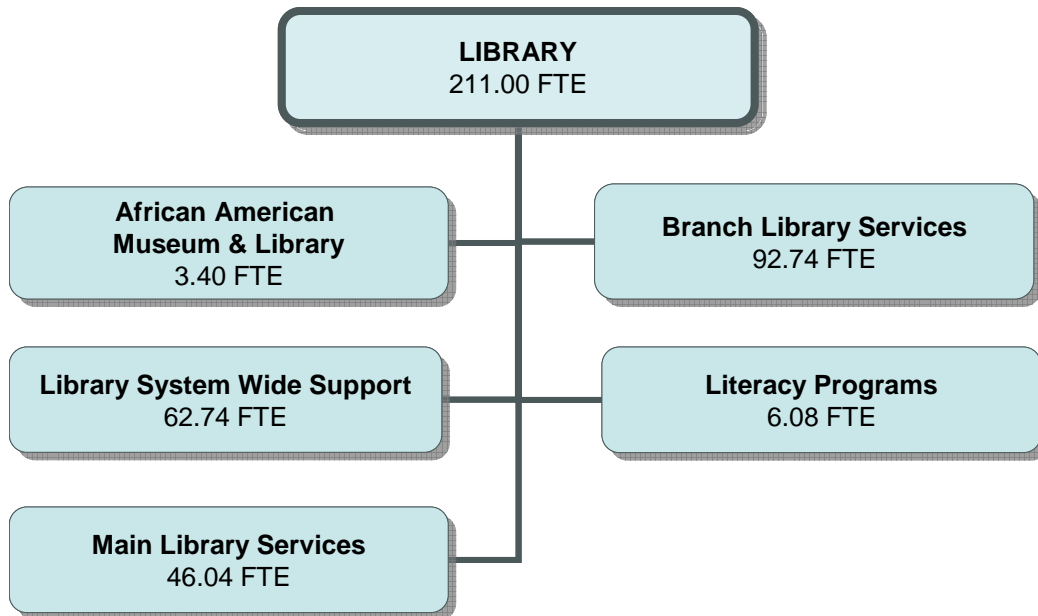 LIBRARY
211.00 FTE
African American
Museum & Library
3.40 FTE
Branch Library Services
92.74 FTE
Library System Wide Support
62.74 FTE
Literacy Programs
6.08 FTE
Main Library Services
46.04 FTE